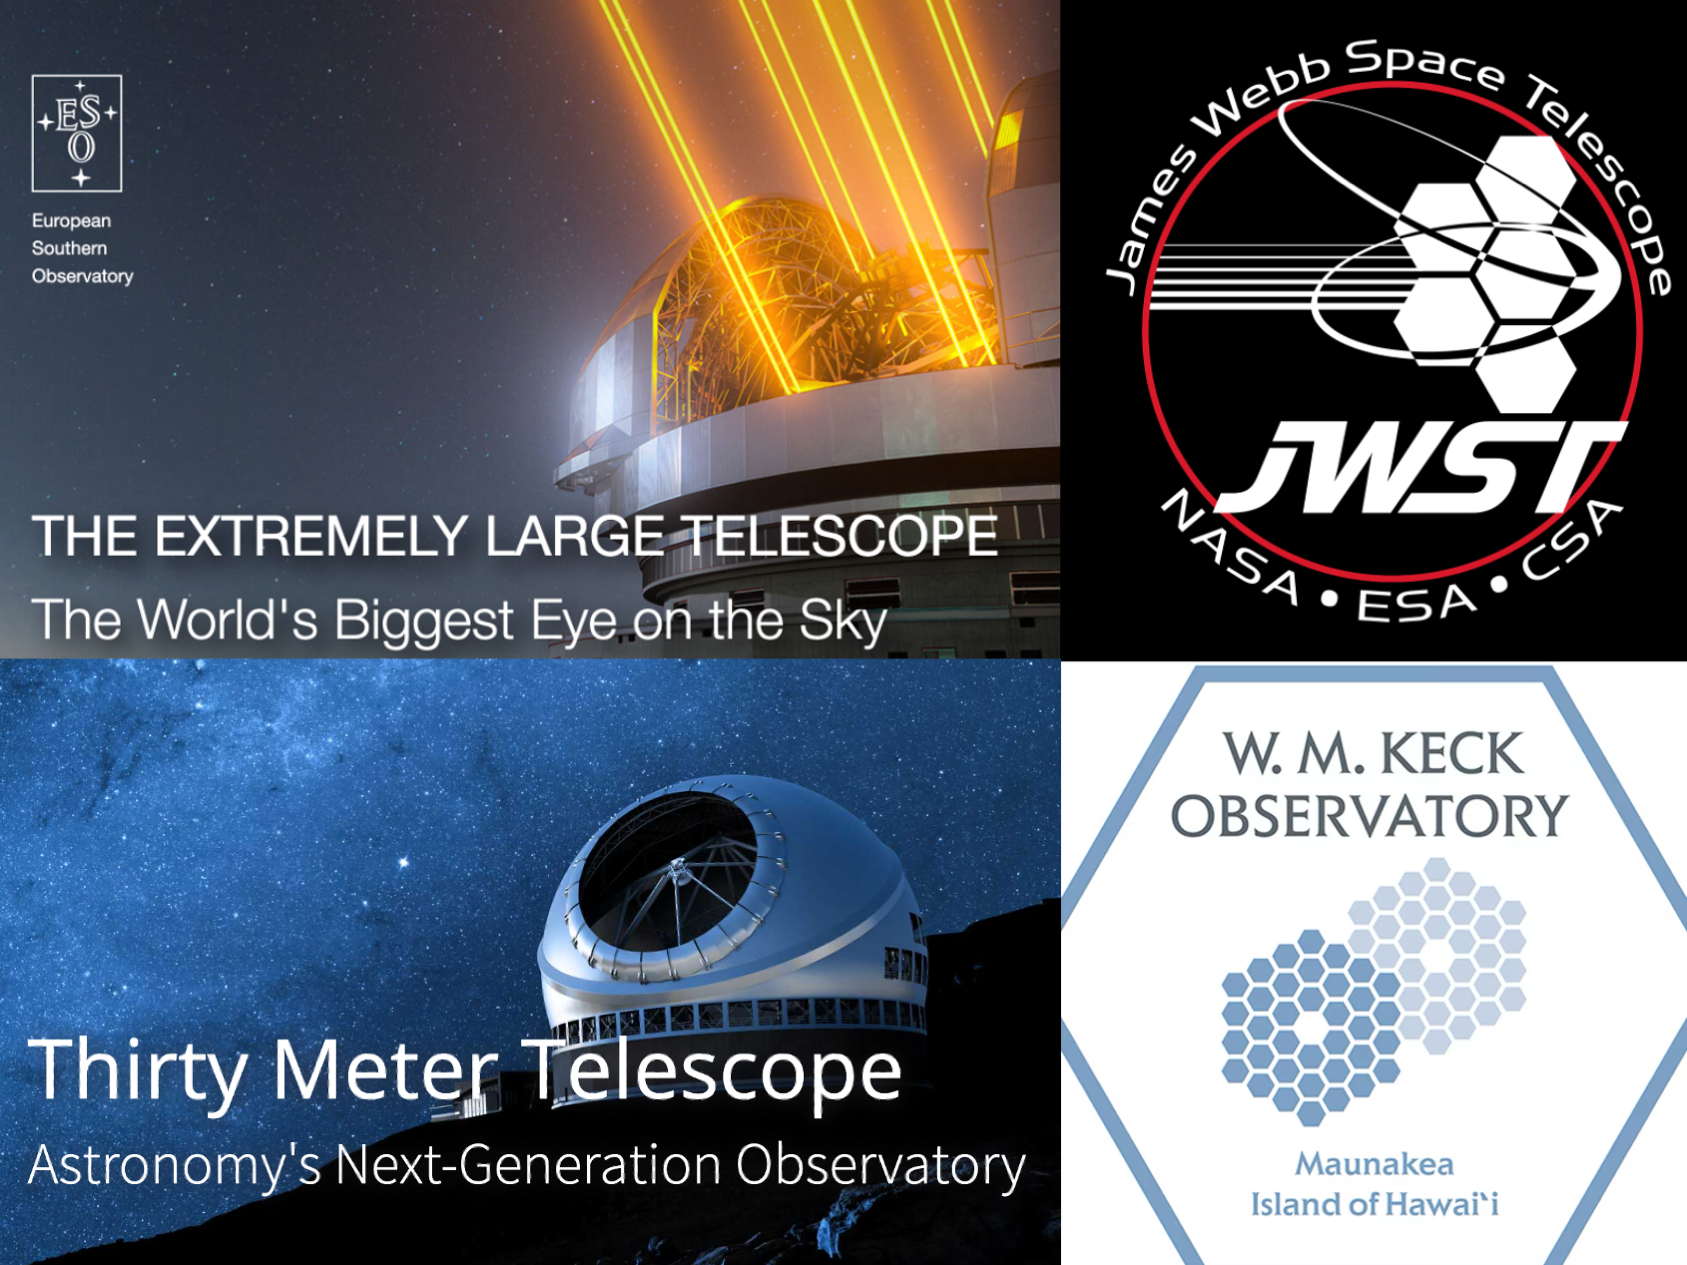 ESO
European
Southern
Observatory
THE EXTREMELY LARGE TELESCOPE
The World's Biggest Eye on the Sky
James Webb Space Telescope
JWST
NASA • ESA • CSA
Thirty Meter Telescope
Astronomy's Next-Generation Observatory
W. M. KECK
OBSERVATORY
Maunakea
Island of Hawai‘i